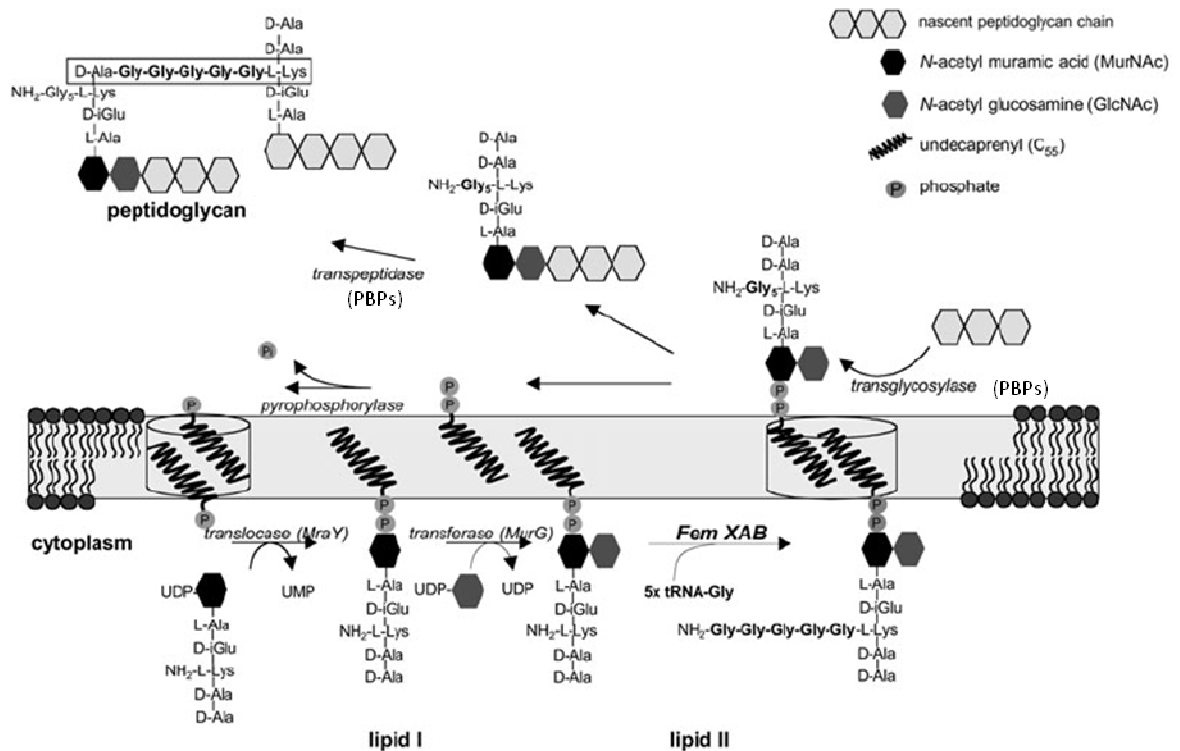 D-Ala
D-Ala
D-Ala-Gly-Gly-Gly-Gly-Gly-L-Lys
NH2-Gly5-L-Lys
D-iGlu
D-iGlu
L-Ala
L-Ala
peptidoglycan
nascent peptidoglycan chain
N-acetyl muramic acid (MurNAc)
N-acetyl glucosamine (GlcNAc)
undecaprenyl (C55)
P phosphate
D-Ala
D-Ala
NH2-Gly5-L-Lys
D-iGlu
L-Ala
transpeptidase
(PBPs)
D-Ala
D-Ala
NH2-Gly5-L-Lys
D-iGlu
L-Ala
P
P
transglycosylase (PBPs)
Pi
pyrophosphorylase
P
P
P
P
cytoplasm
translocase (MraY)
UDP
UMP
L-Ala
D-iGlu
NH2-L-Lys
D-Ala
D-Ala
P
P
L-Ala
D-iGlu
NH2-L-Lys
D-Ala
D-Ala
lipid I
transferase (MurG)
UDP
UDP
P
P
L-Ala
D-iGlu
NH2-L-Lys
D-Ala
D-Ala
Fem XAB
5x tRNA-Gly
P
P
L-Ala
D-iGlu
NH2-Gly-Gly-Gly-Gly-Gly-L-Lys
D-Ala
D-Ala
lipid II